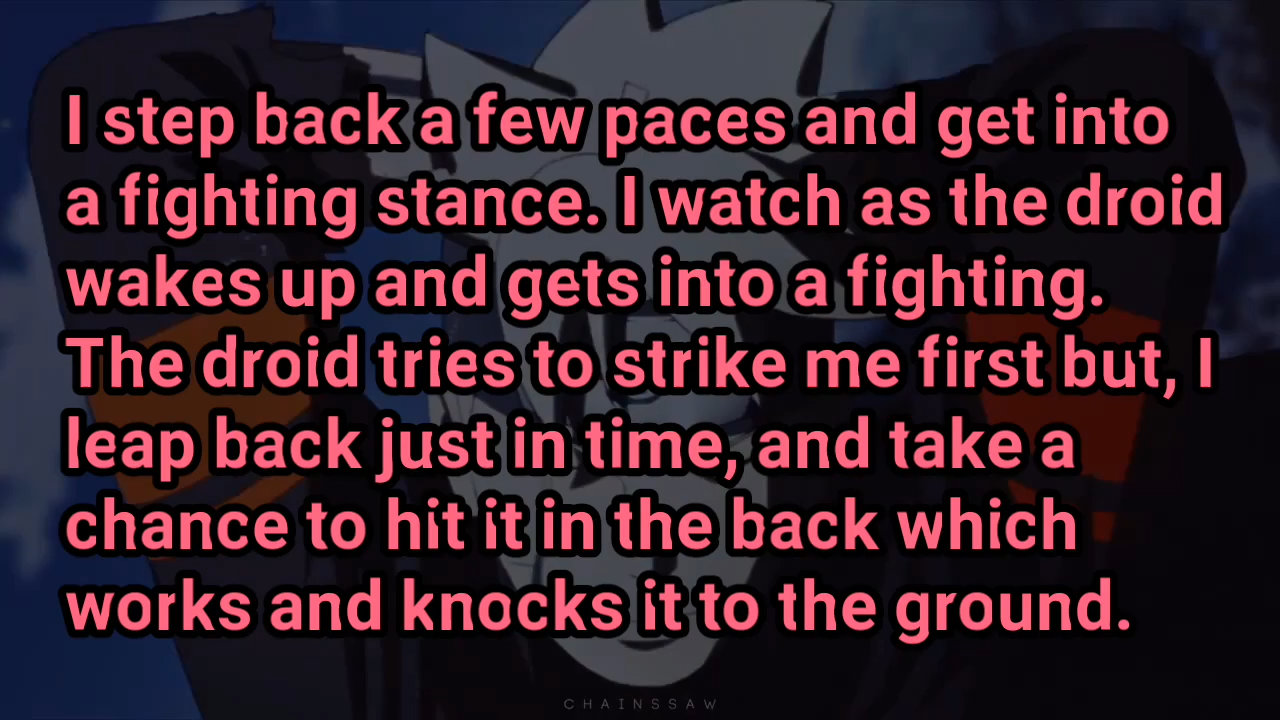 I step back a few paces and get into
a fighting stance. I watch as the droid
wakes up and gets into a fighting.
The droid tries to strike me first but, I
leap back just in time, and take a
chance to hit it in the back which
works and knocks it to the ground.
CHAINSSAW